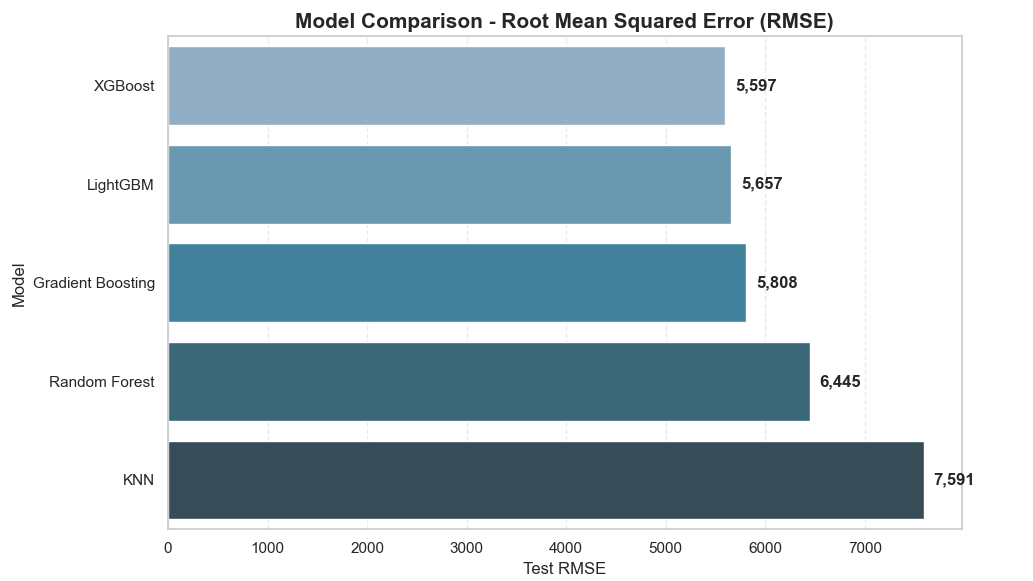 Model Comparison - Root Mean Squared Error (RMSE)
Model
XGBoost
5,597
LightGBM
5,657
Gradient Boosting
5,808
Random Forest
6,445
KNN
7,591
0 1000 2000 3000 4000 5000 6000 7000
Test RMSE